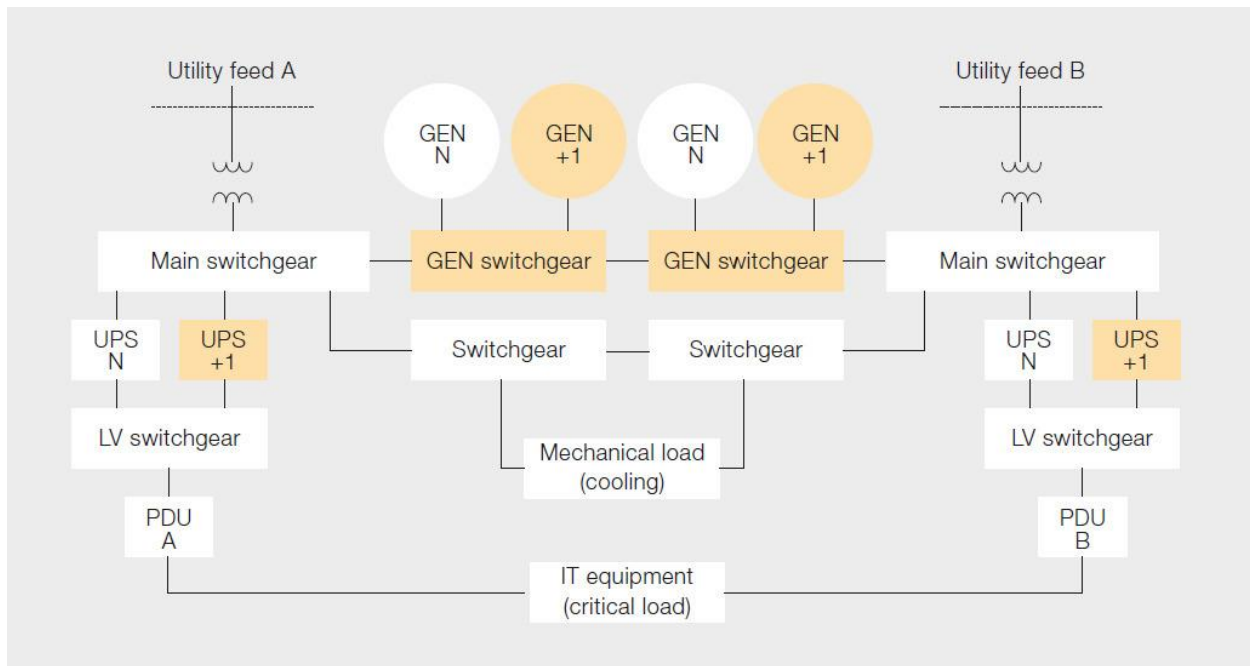 Utility feed A
Utility feed B
GEN
N
GEN
+1
GEN
N
GEN
+1
Main switchgear
GEN switchgear
GEN switchgear
Main switchgear
UPS
N
UPS
+1
Switchgear
Switchgear
UPS
N
UPS
+1
LV switchgear
Mechanical load
(cooling)
LV switchgear
PDU
A
PDU
B
IT equipment
(critical load)